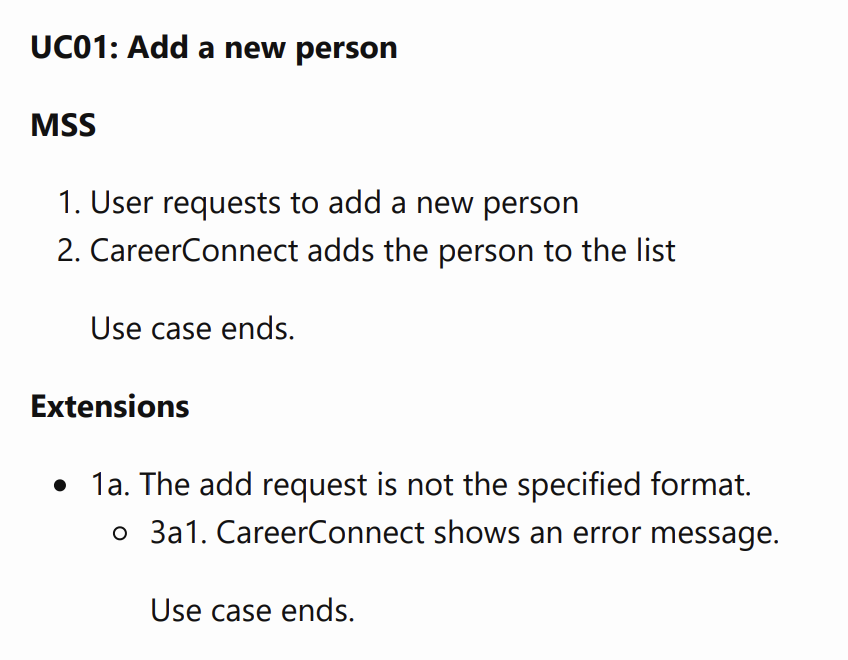 UC01: Add a new person
MSS
1. User requests to add a new person
2. CareerConnect adds the person to the list
Use case ends.
Extensions
• 1a. The add request is not the specified format.
○ 3a1. CareerConnect shows an error message.
Use case ends.